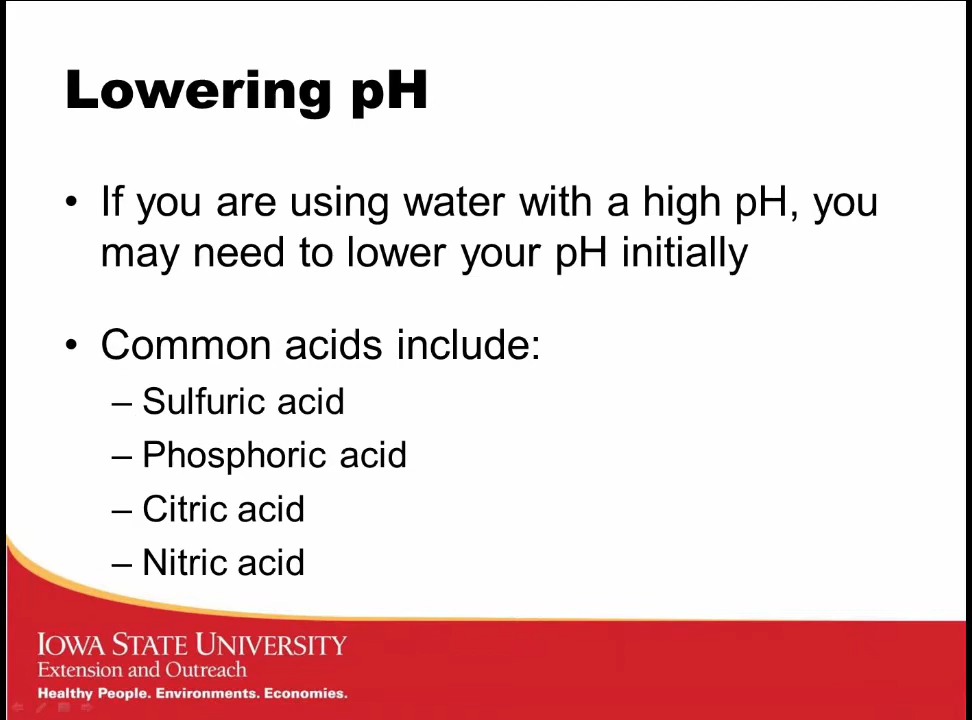 Lowering pH
• If you are using water with a high pH, you
may need to lower your pH initially
• Common acids include:
– Sulfuric acid
– Phosphoric acid
– Citric acid
– Nitric acid
IOWA STATE UNIVERSITY
Extension and Outreach
Healthy People. Environments. Economies.